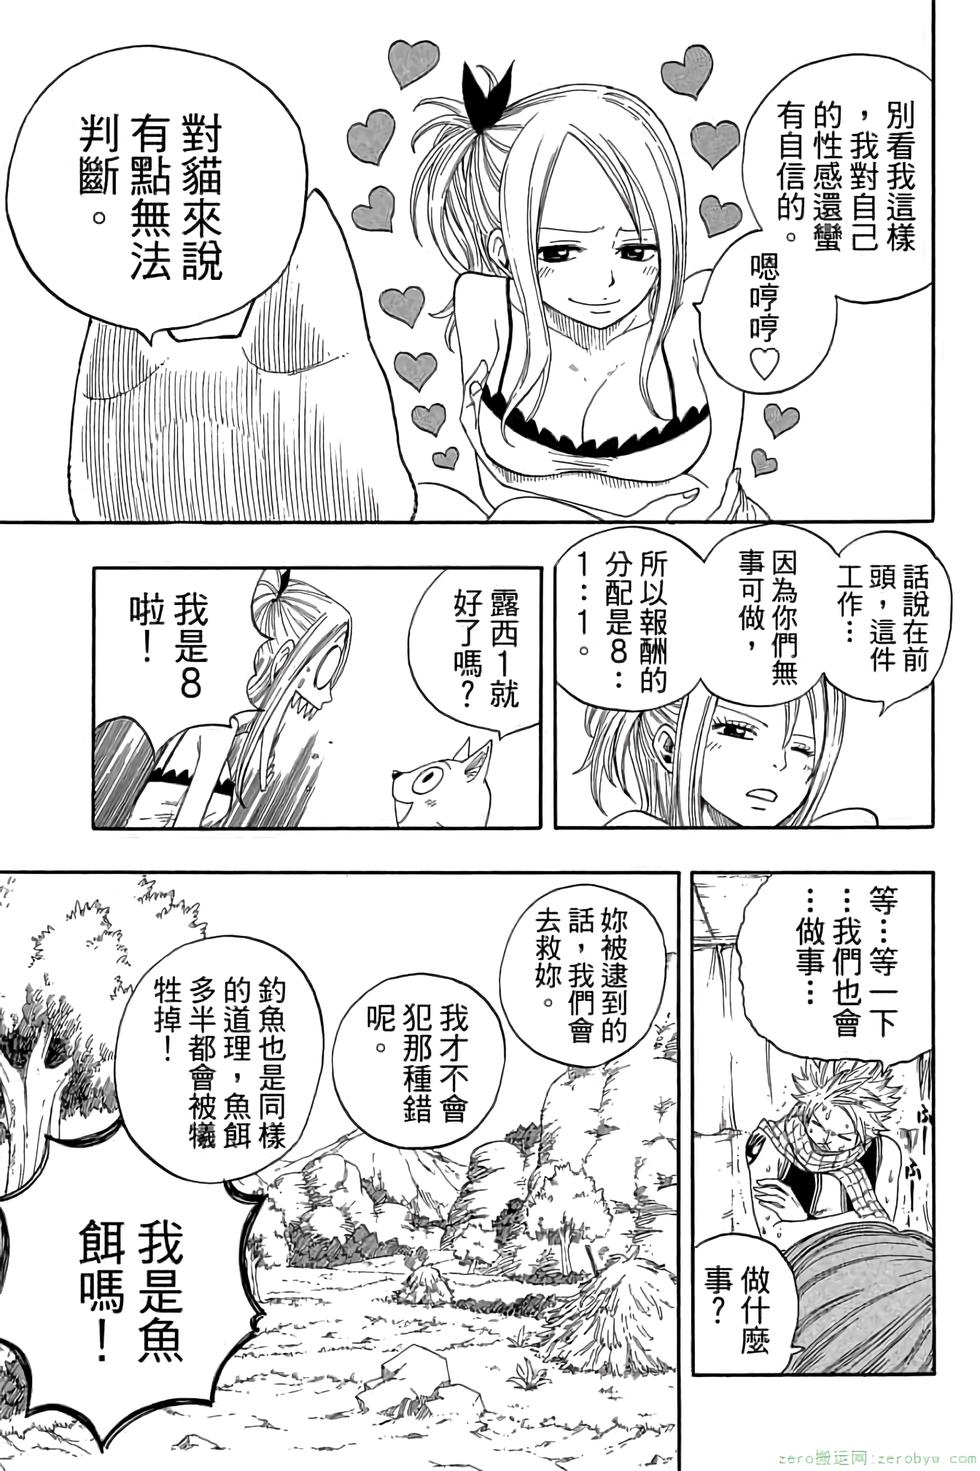 別看我這樣
，我對自己
的性感還蠻
有自信的。
嗯哼哼♡
對貓來說
有點無法
判斷。
話說在前
頭，這件
工作…
因為你們無
事可做，
所以報酬的
分配是8：
1：1。
露西1就
好了嗎？
我是8
啦！
等…等一下
…我們也會
…做事…
ふー
ふー
做什麼
事？
妳被逮到的
話，我們會
去救妳。
我才不會
犯那種錯
呢。
釣魚也是同樣
的道理，魚餌
多半都會被犧
牲掉！
我是魚
餌嗎！
zero搬运网:zerobyw.com